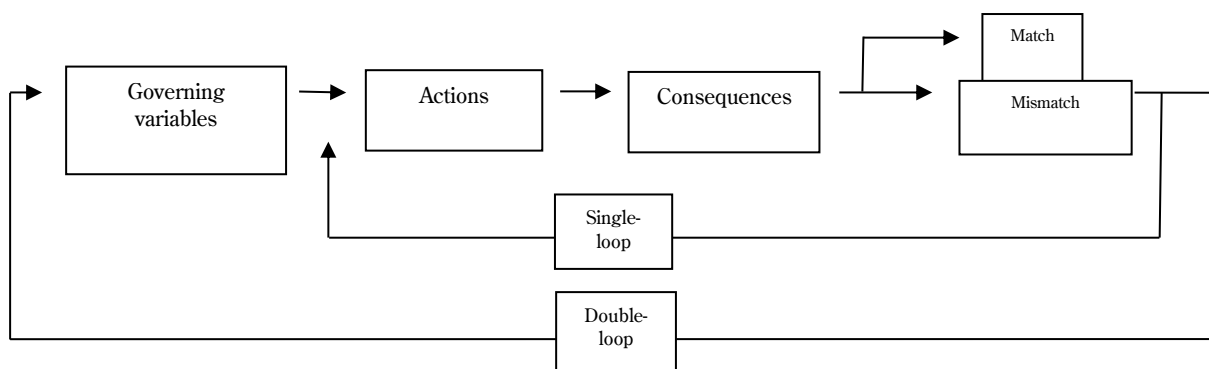 Match
Governing
variables
Actions
Consequences
Mismatch
Single-
loop
Double-
loop